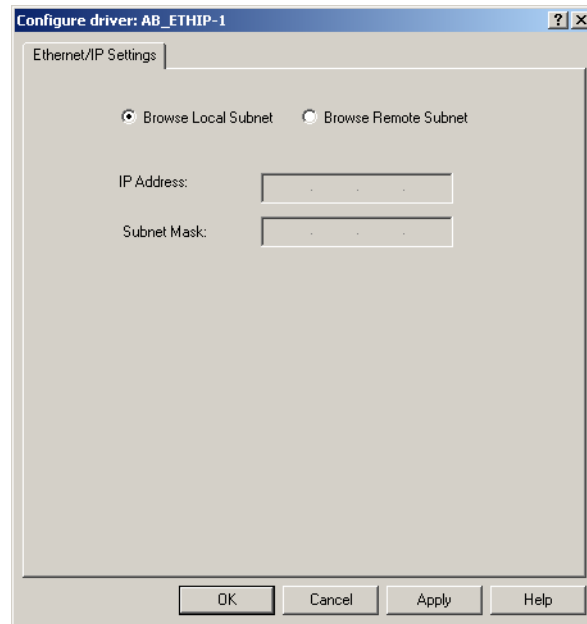 Configure driver: AB_ETHIP-1
Ethernet/IP Settings
Browse Local Subnet Browse Remote Subnet
IP Address:
Subnet Mask:
OK Cancel Apply Help